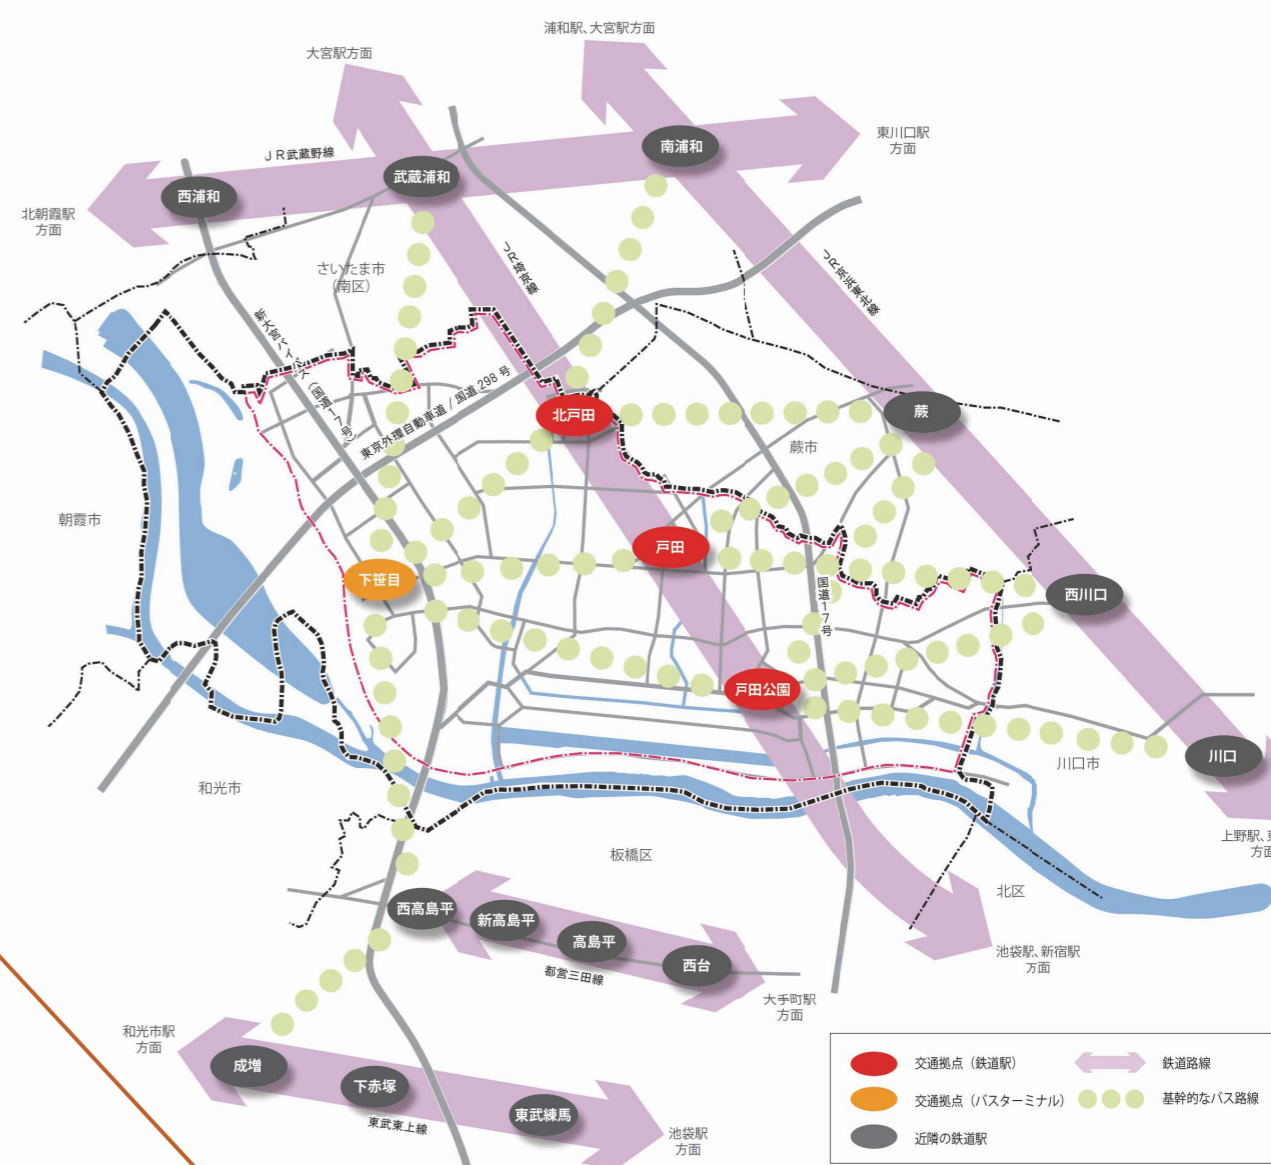 浦和駅、大宮駅方面
大宮駅方面
東川口駅
方面
南浦和
JR武蔵野線
武蔵浦和
西浦和
北朝霞駅
方面
JR埼京線
JR京浜東北線
さいたま市
(南区)
新大宮バイパス(国道17号)
東京外環自動車道/国道298号
北戸田
蕨
蕨市
朝霞市
戸田
下笹目
国道17号
西川口
戸田公園
川口
川口市
和光市
上野駅、東
方面
板橋区
北区
西高島平
新高島平
高島平
西台
都営三田線
池袋駅、新宿駅
方面
大手町駅
方面
和光市駅
方面
成増
下赤塚
東武練馬
東武東上線
池袋駅
方面
交通拠点(鉄道駅)
鉄道路線
交通拠点(バスターミナル)
基幹的なバス路線
近隣の鉄道駅